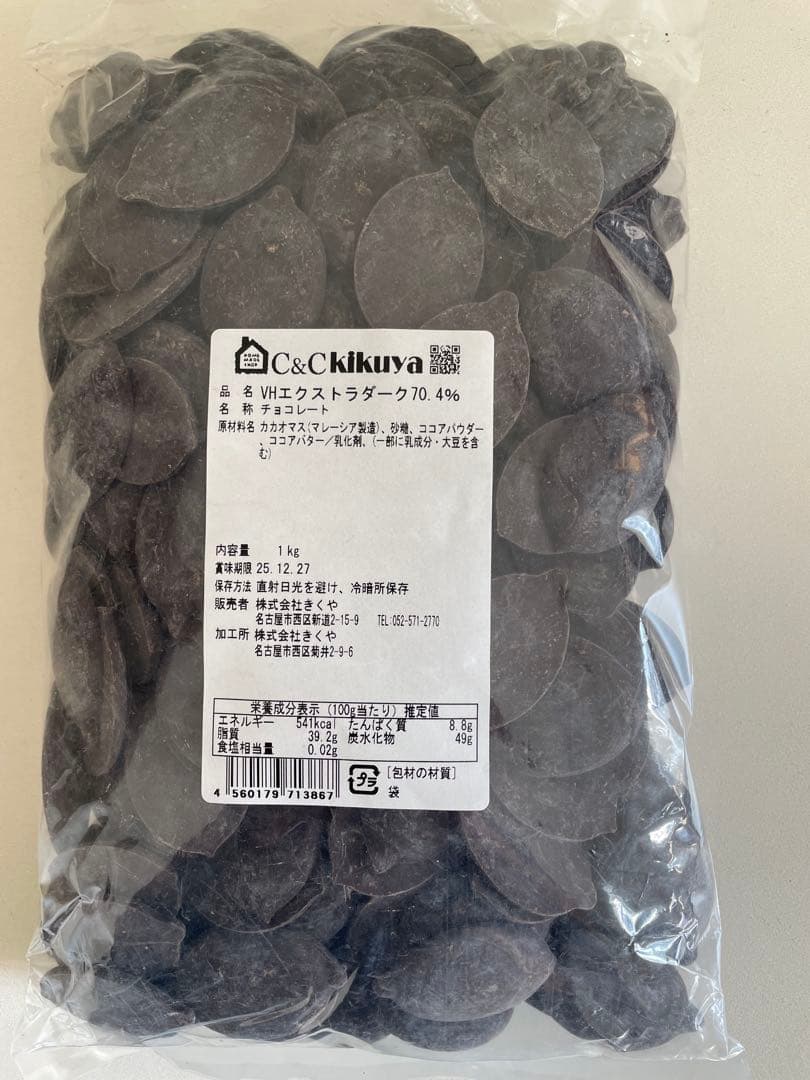 HOME MADE SHOP
C&C kikuya
品 名 VHエクストラダーク70.4%
名 称 チョコレート
原材料名 カカオマス(マレーシア製造)、砂糖、ココアパウダー
、ココアバター/乳化剤、(一部に乳成分・大豆を含
む)
内容量 1kg
賞味期限 25.12.27
保存方法 直射日光を避け、冷暗所保存
販売者 株式会社きくや
名古屋市西区新道2-15-9 TEL:052-571-2770
加工所 株式会社きくや
名古屋市西区菊井2-9-6
栄養成分表示(100g当たり)推定値
エネルギー 541kcal たんぱく質 8.8g
脂質 39.2g 炭水化物 49g
食塩相当量 0.02g
4 560179 713867
プラ [包材の材質]
袋